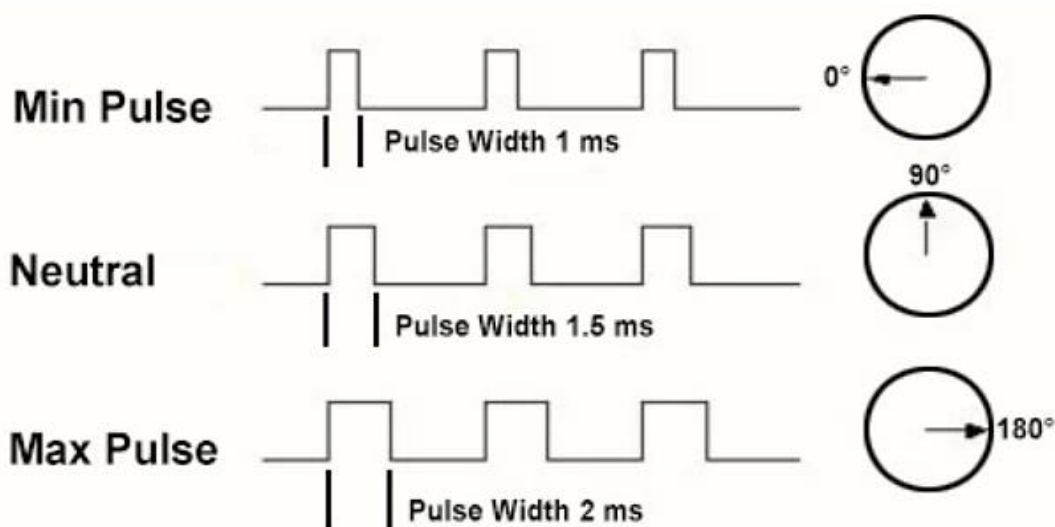 Min Pulse
Pulse Width 1 ms
0°
Neutral
Pulse Width 1.5 ms
90°
Max Pulse
Pulse Width 2 ms
180°